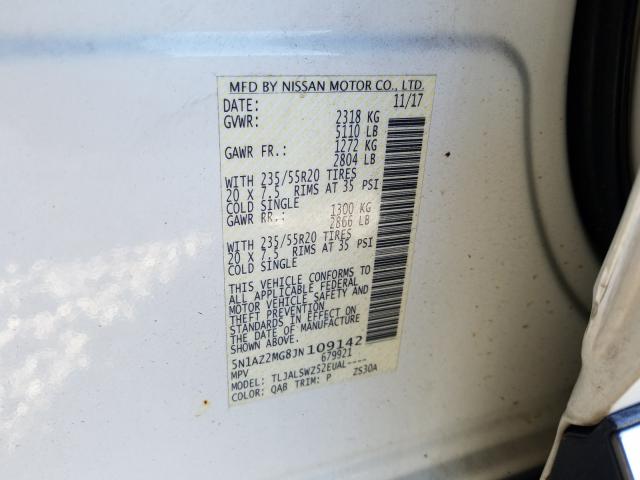 MFD BY NISSAN MOTOR CO., LTD.
DATE: 11/17
GVWR: 2318 KG
5110 LB
GAWR FR.: 1272 KG
2804 LB
WITH 235/55R20 TIRES
20 X 7.5 RIMS AT 35 PSI
COLD SINGLE
GAWR RR.: 1300 KG
2866 LB
WITH 235/55R20 TIRES
20 X 7.5 RIMS AT 35 PSI
COLD SINGLE
THIS VEHICLE CONFORMS TO
ALL APPLICABLE FEDERAL
MOTOR VEHICLE SAFETY AND
THEFT PREVENTION
STANDARDS IN EFFECT ON
THE DATE OF MANUFACTURE
SHOWN ABOVE.
5N1AZ2MG8JN109142
MPV 679921
MODEL: TLJALSWZ52EUAL----
COLOR: QAB TRIM: P ZS30A